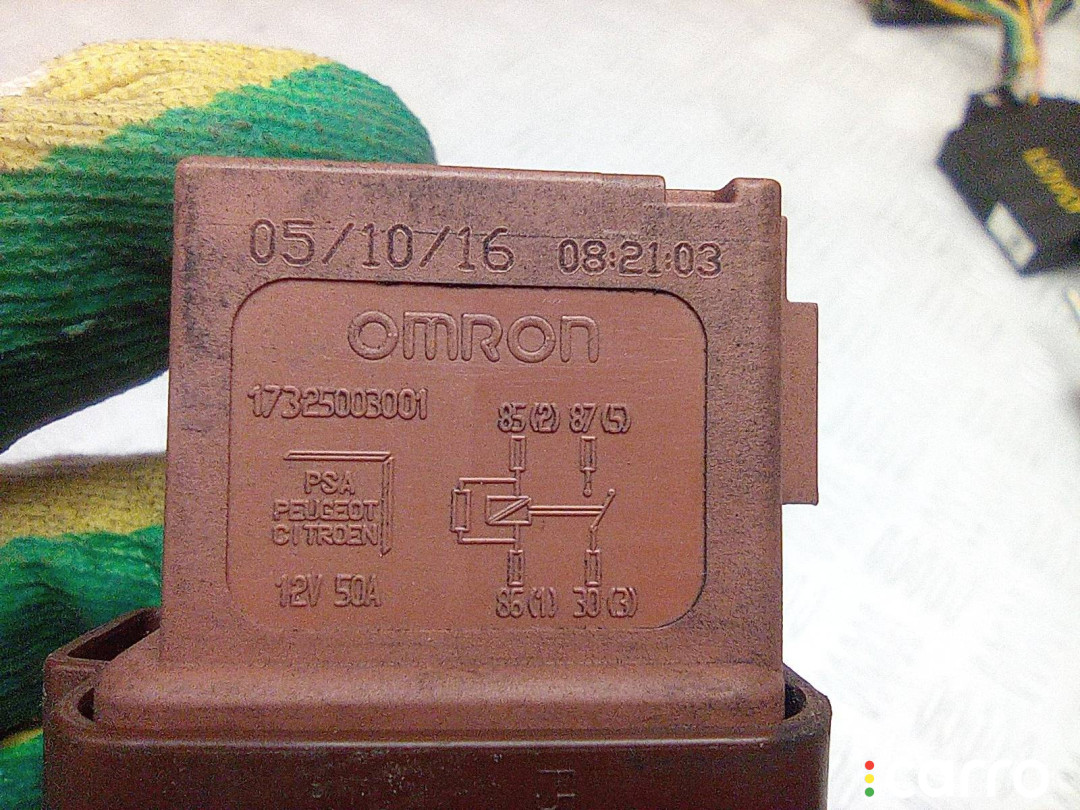 05/10/16 08:21:03
OMRON
17325003001
85(2) 87(5)
PSA
PEUGEOT
CITROEN
12V 50A
86(1) 30(3)
carro